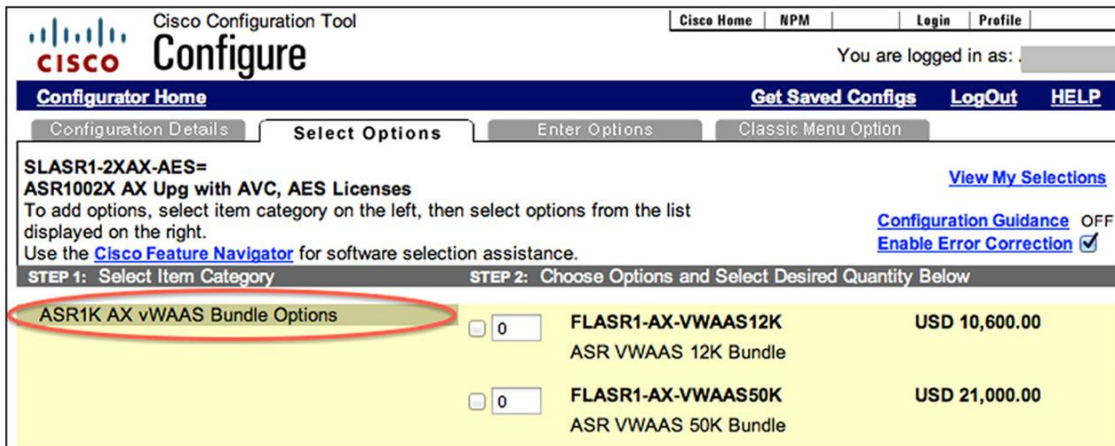 Cisco Configuration Tool
Configure
CISCO
Cisco Home | NPM | Login | Profile
You are logged in as:
Configurator Home Get Saved Configs LogOut HELP
Configuration Details Select Options Enter Options Classic Menu Option
SLASR1-2XAX-AES=
ASR1002X AX Upg with AVC, AES Licenses
View My Selections
To add options, select item category on the left, then select options from the list
displayed on the right.
Configuration Guidance OFF
Use the Cisco Feature Navigator for software selection assistance.
Enable Error Correction
STEP 1: Select Item Category STEP 2: Choose Options and Select Desired Quantity Below
ASR1K AX vWAAS Bundle Options
0 FLASR1-AX-VWAAS12K USD 10,600.00
ASR VWAAS 12K Bundle
0 FLASR1-AX-VWAAS50K USD 21,000.00
ASR VWAAS 50K Bundle